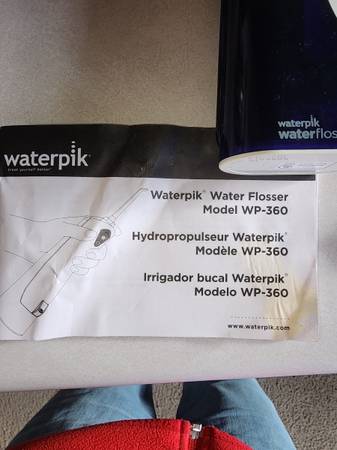 waterpik
waterflos
waterpik®
Waterpik® Water Flosser
Model WP-360
Hydropropulseur Waterpik®
Modèle WP-360
Irrigador bucal Waterpik®
Modelo WP-360
www.waterpik.com